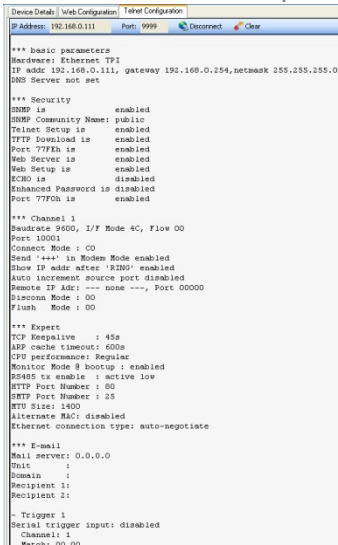 Device Details Web Configuration Telnet Configuration
IP Address: 192.168.0.111 Port: 9999 Disconnect Clear
*** basic parameters
Hardware: Ethernet TPI
IP addr 192.168.0.111, gateway 192.168.0.254,netmask 255.255.255.0
DNS Server not set
*** Security
SNMP is enabled
SNMP Community Name: public
Telnet Setup is enabled
TFTP Download is enabled
Port 77FEh is enabled
Web Server is enabled
Web Setup is enabled
ECHO is disabled
Enhanced Password is disabled
Port 77F0h is enabled
*** Channel 1
Baudrate 9600, I/F Mode 4C, Flow 00
Port 10001
Connect Mode : C0
Send '+++' in Modem Mode enabled
Show IP addr after 'RING' enabled
Auto increment source port disabled
Remote IP Adr: --- none ---, Port 00000
Disconn Mode : 00
Flush Mode : 00
*** Expert
TCP Keepalive : 45s
ARP cache timeout: 600s
CPU performance: Regular
Monitor Mode @ bootup : enabled
RS485 tx enable : active low
HTTP Port Number : 80
SMTP Port Number : 25
MTU Size: 1400
Alternate MAC: disabled
Ethernet connection type: auto-negotiate
*** E-mail
Mail server: 0.0.0.0
Unit :
Domain :
Recipient 1:
Recipient 2:
- Trigger 1
Serial trigger input: disabled
Channel: 1
Match: 00,00